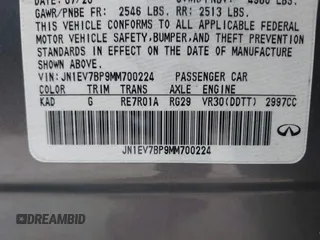 GAWR/PNBE FR: 2546 LBS. RR: 2513 LBS.
THIS VEHICLE CONFORMS TO ALL APPLICABLE FEDERAL
MOTOR VEHICLE SAFETY,BUMPER,AND THEFT
PREVENTION STANDARDS IN EFFECT ON THE DATE OF
MANUFACTURE SHOWN ABOVE.
VIN: JN1EV7BP9MM700224 PASSENGER CAR
COLOR TRIM TRANS AXLE ENGINE
KAD G RE7R01A RG29 VR30(DDTT) 2997CC
INFINITI
JN1EV7BP9MM700224
DREAMBID